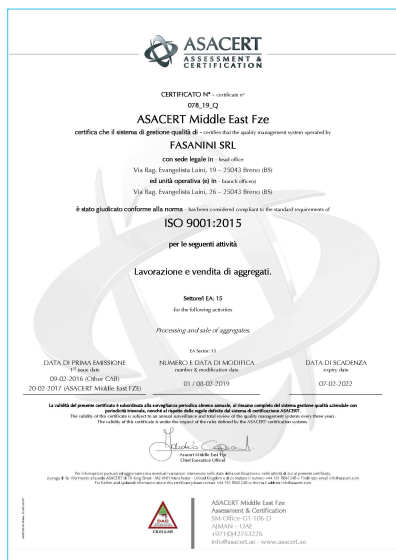 ASACERT
ASSESSMENT &
CERTIFICATION
CERTIFICATO N° - certificate n°
078_19_Q
ASACERT Middle East Fze
certifica che il sistema di gestione qualità di - certifies that the quality management system operated by
FASANINI SRL
con sede legale in - head office
Via Rag. Evangelista Laini, 19 – 25043 Breno (BS)
ed unità operativa (e) in - branch office(s)
Via Rag. Evangelista Laini, 26 – 25043 Breno (BS)
è stato giudicato conforme alla norma - has been considered compliant to the standard requirements of
ISO 9001:2015
per le seguenti attività
Lavorazione e vendita di aggregati.
Settore/i EA: 15
for the following activities
Processing and sale of aggregates.
EA Sector: 15
DATA DI PRIMA EMISSIONE
1st issue date
09-02-2016 (Other CAB)
20-02-2017 (ASACERT Middle East FZE)
NUMERO E DATA DI MODIFICA
number & modification date
01 / 08-02-2019
DATA DI SCADENZA
expiry date
07-02-2022
La validità del presente certificato è subordinata alla sorveglianza periodica almeno annuale, al riesame completo del sistema gestione qualità aziendale con
periodicità triennale, nonché al rispetto delle regole definite dal sistema di certificazione ASACERT.
The validity of this certificate is subject to an annual surveillance and total review of the quality management systems every three years.
The validity of this certificate is under the respect of the rules defined by the ASACERT certification systems.
Asacert Middle East Fze
Chief Executive Officer
DAC
ASACERT Middle East Fze
Assessment & Certification
SM-Office-G1-106-D
AJMAN – UAE
+971(0)42753226
info@asacert.ae - www.asacert.ae